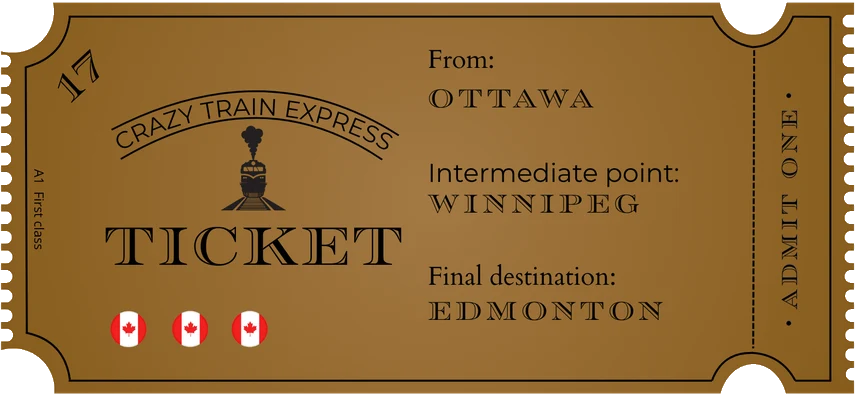 17
CRAZY TRAIN EXPRESS
A1 First class
TICKET
From:
OTTAWA
Intermediate point:
WINNIPEG
Final destination:
EDMONTON
• ADMIT ONE •